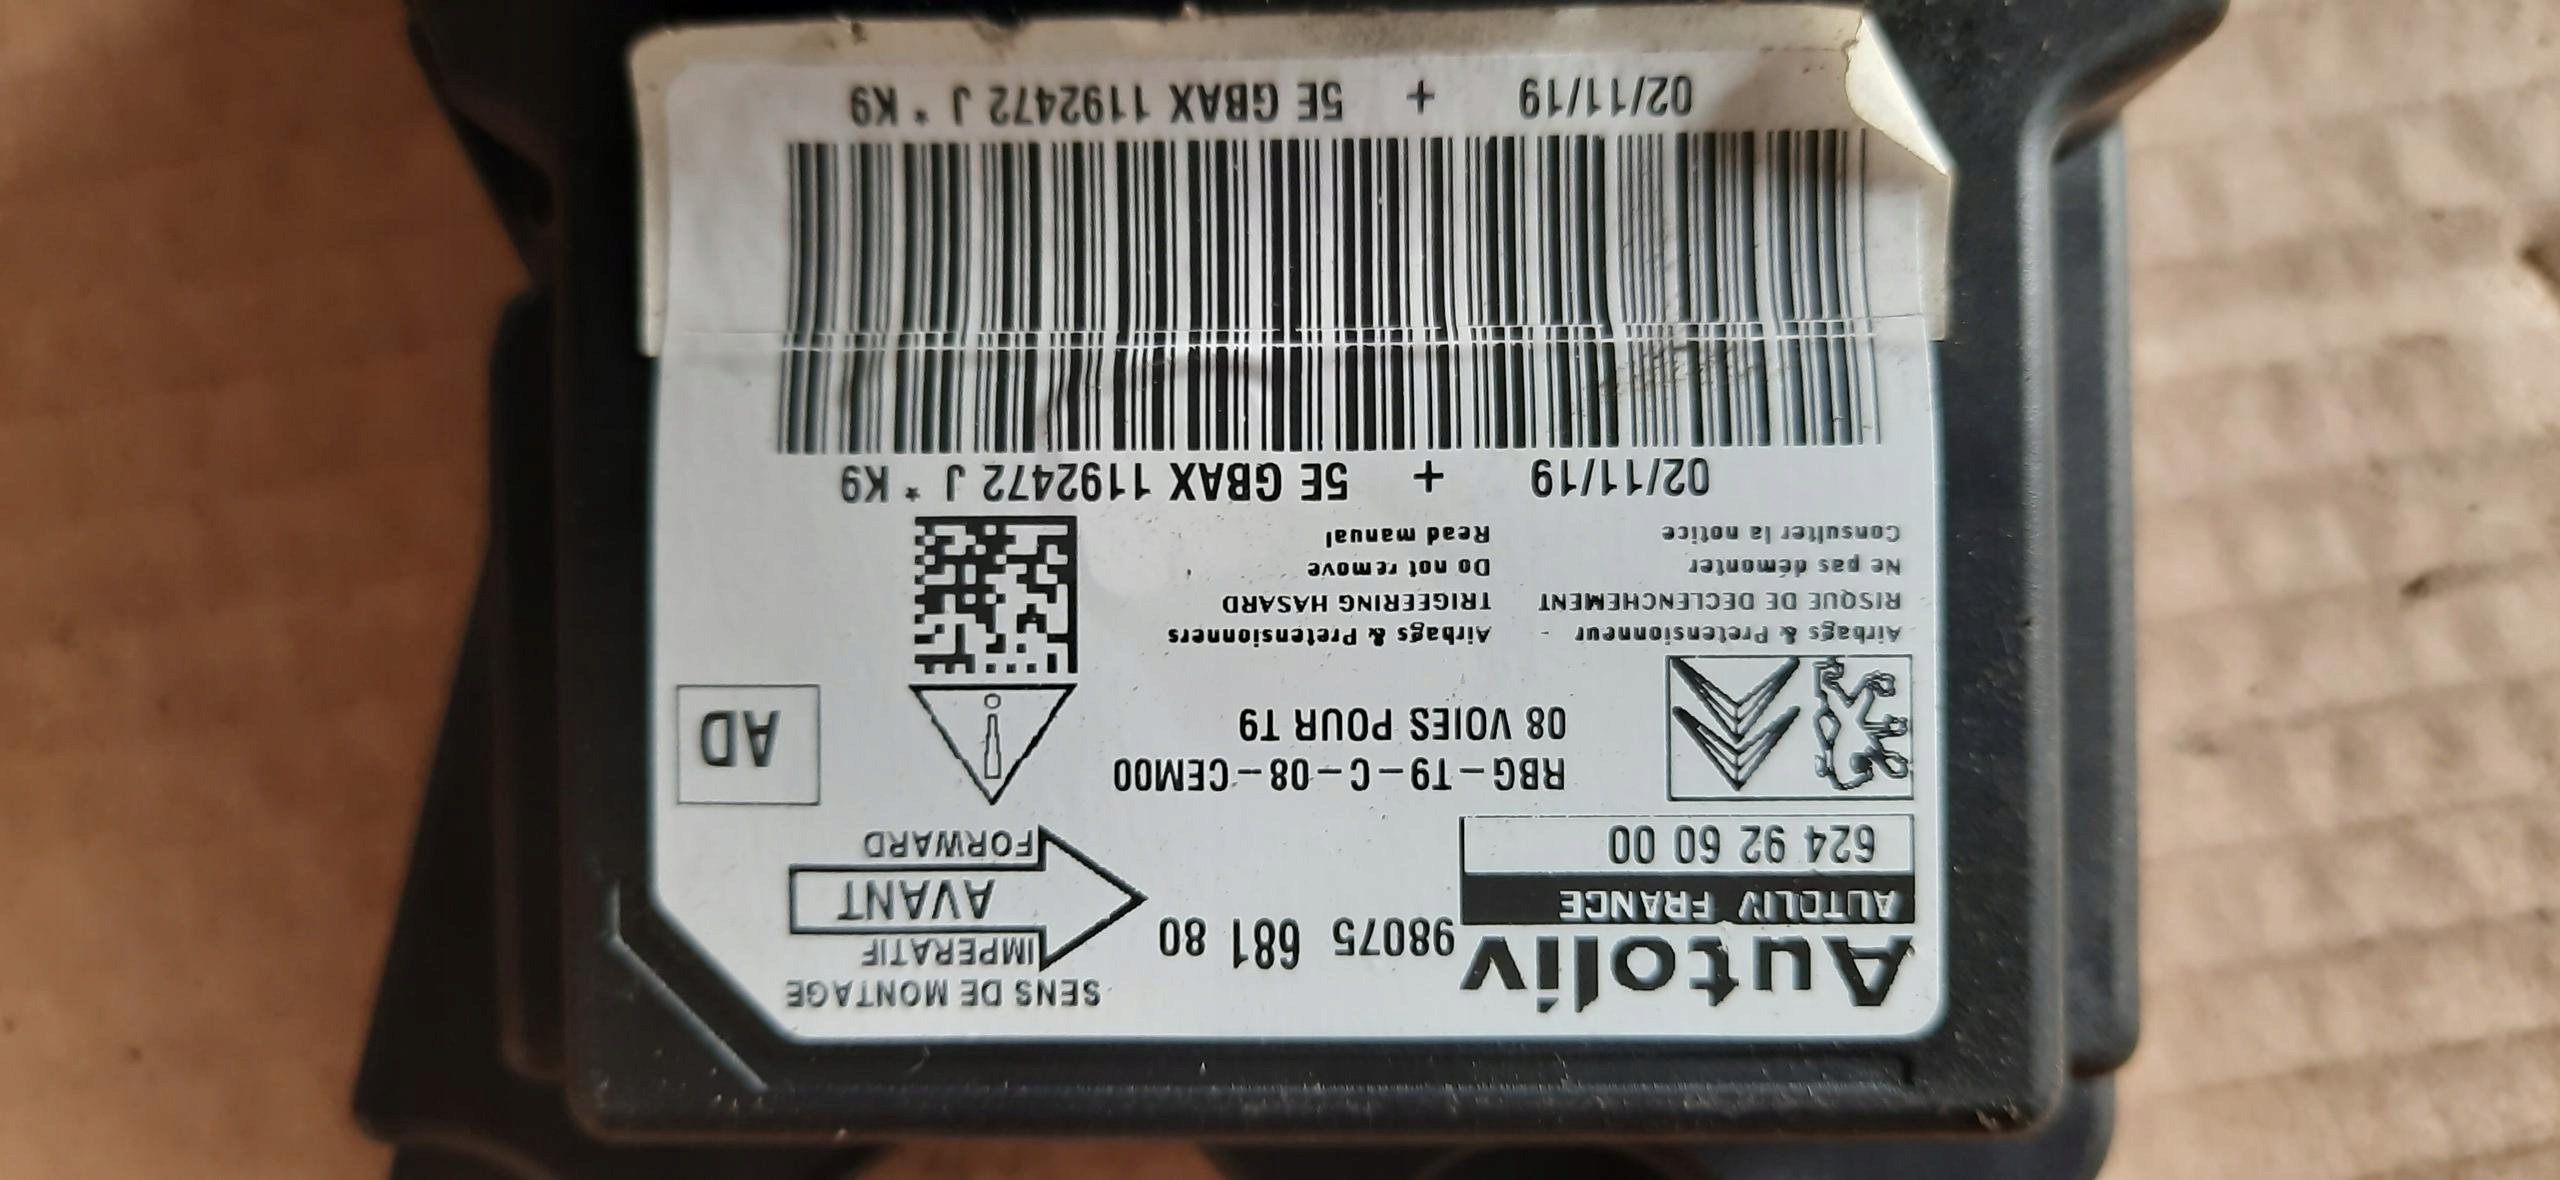 Autoliv
98075 681 80
SENS DE MONTAGE
IMPERATIF
AVANT
FORWARD
AUTOLIV FRANCE
624 92 60 00
RBG-T9-C-08-CEM00
08 VOIES POUR T9
AD
Airbags & Pretensionneur -
RISQUE DE DECLENCHEMENT
Ne pas démonter
Consulter la notice
Airbags & Pretensionners
TRIGEERING HASARD
Do not remove
Read manual
02/11/19 + 5E GBAX 1192472 J * K9
02/11/19 + 5E GBAX 1192472 J * K9